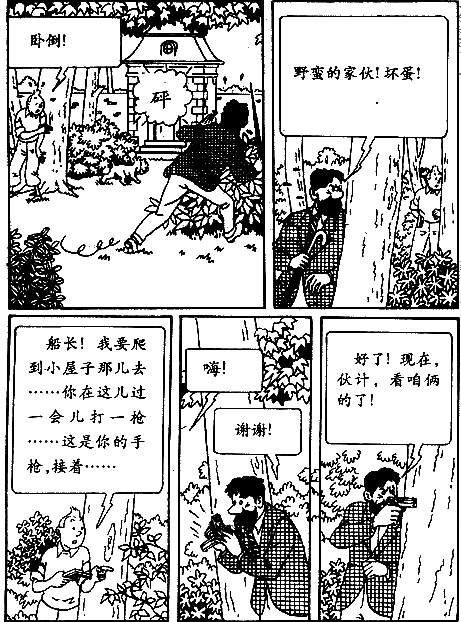 卧倒!
砰
野蛮的家伙!坏蛋!
船长!我要爬
到小屋子那儿去
……你在这儿过
一会儿打一枪
……这是你的手
枪,接着……
嗨!
谢谢!
好了!现在,
伙计,看咱俩
的了!